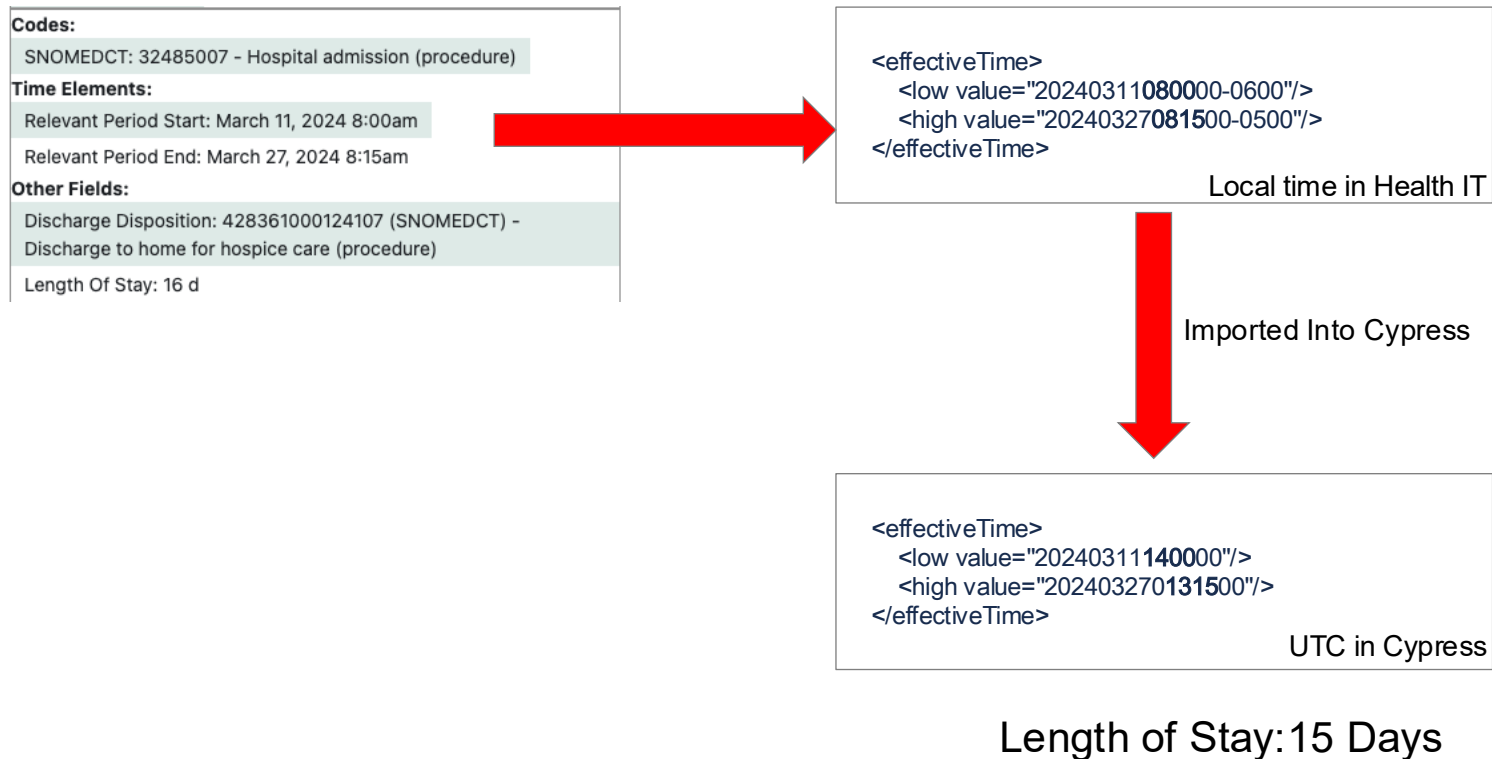 Codes:
SNOMEDCT: 32485007 - Hospital admission (procedure)
Time Elements:
Relevant Period Start: March 11, 2024 8:00am
Relevant Period End: March 27, 2024 8:15am
Other Fields:
Discharge Disposition: 428361000124107 (SNOMEDCT) -
Discharge to home for hospice care (procedure)
Length Of Stay: 16 d
<effectiveTime>
<low value="20240311080000-0600"/>
<high value="20240327081500-0500"/>
</effectiveTime>
Local time in Health IT
Imported Into Cypress
<effectiveTime>
<low value="20240311140000"/>
<high value="202403270131500"/>
</effectiveTime>
UTC in Cypress
Length of Stay:15 Days